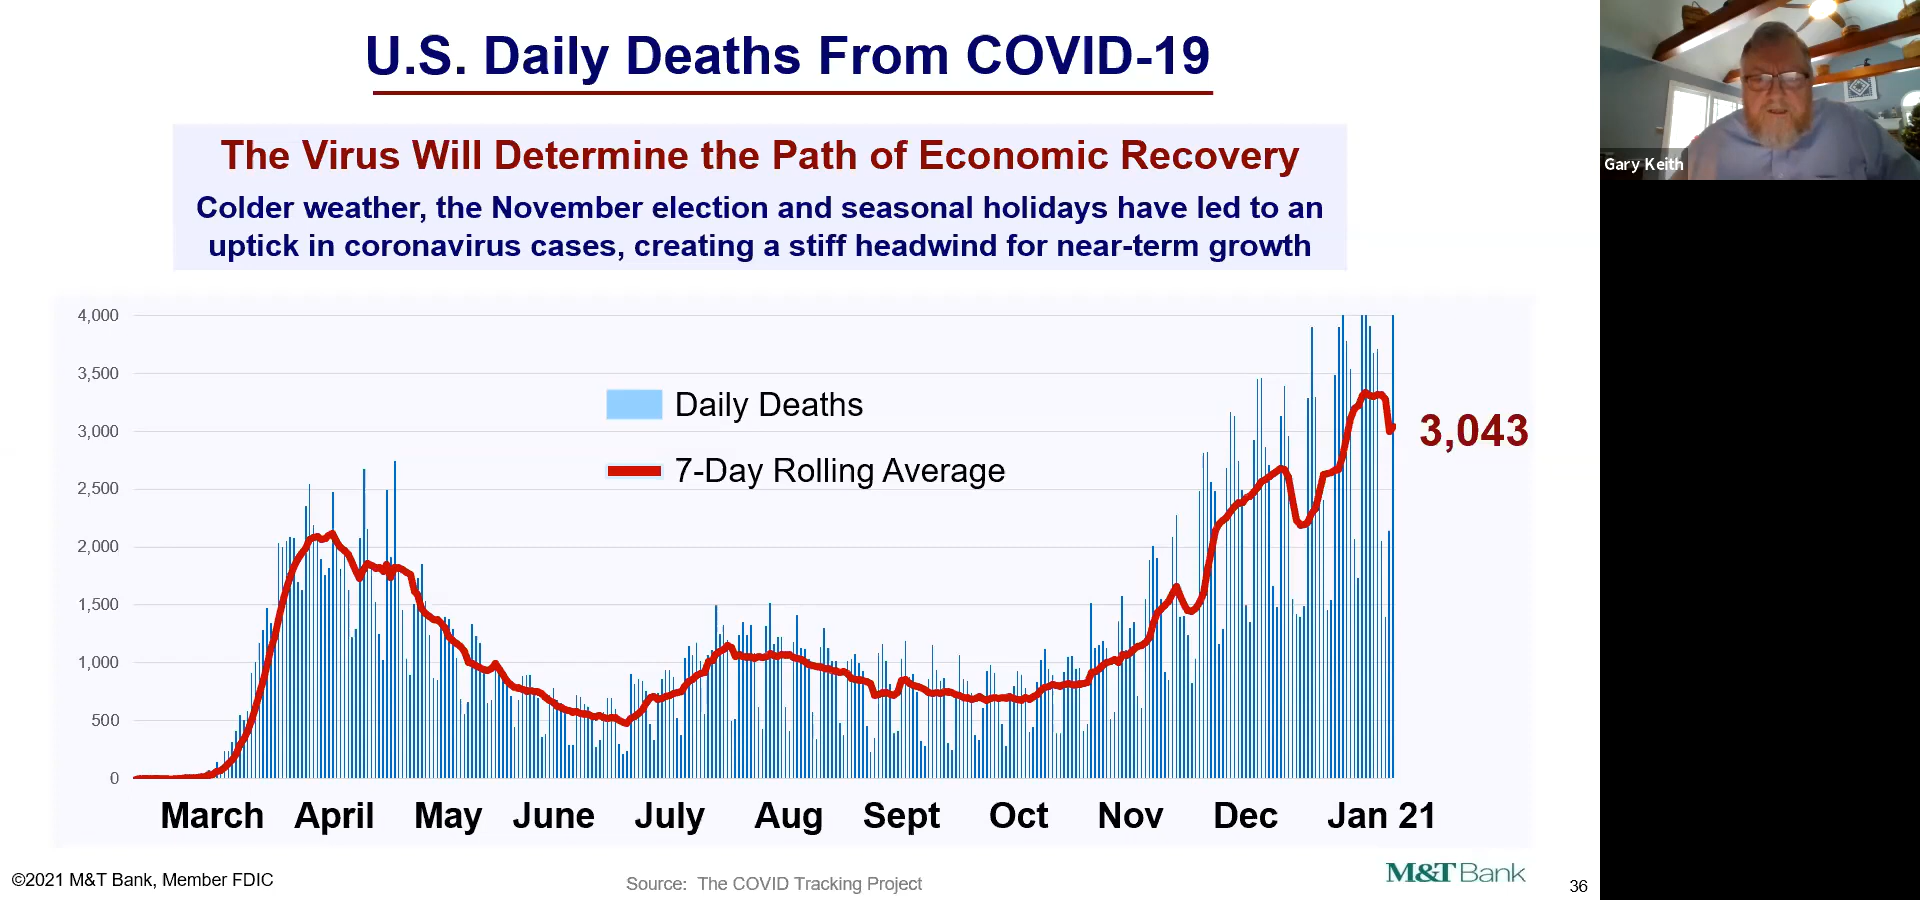 U.S. Daily Deaths From COVID-19
The Virus Will Determine the Path of Economic Recovery
Colder weather, the November election and seasonal holidays have led to an
uptick in coronavirus cases, creating a stiff headwind for near-term growth
Gary Keith
4,000
3,500
3,000
2,500
2,000
1,500
1,000
500
0
Daily Deaths
7-Day Rolling Average
3,043
March April May June July Aug Sept Oct Nov Dec Jan 21
©2021 M&T Bank, Member FDIC
Source: The COVID Tracking Project
M&T Bank
36